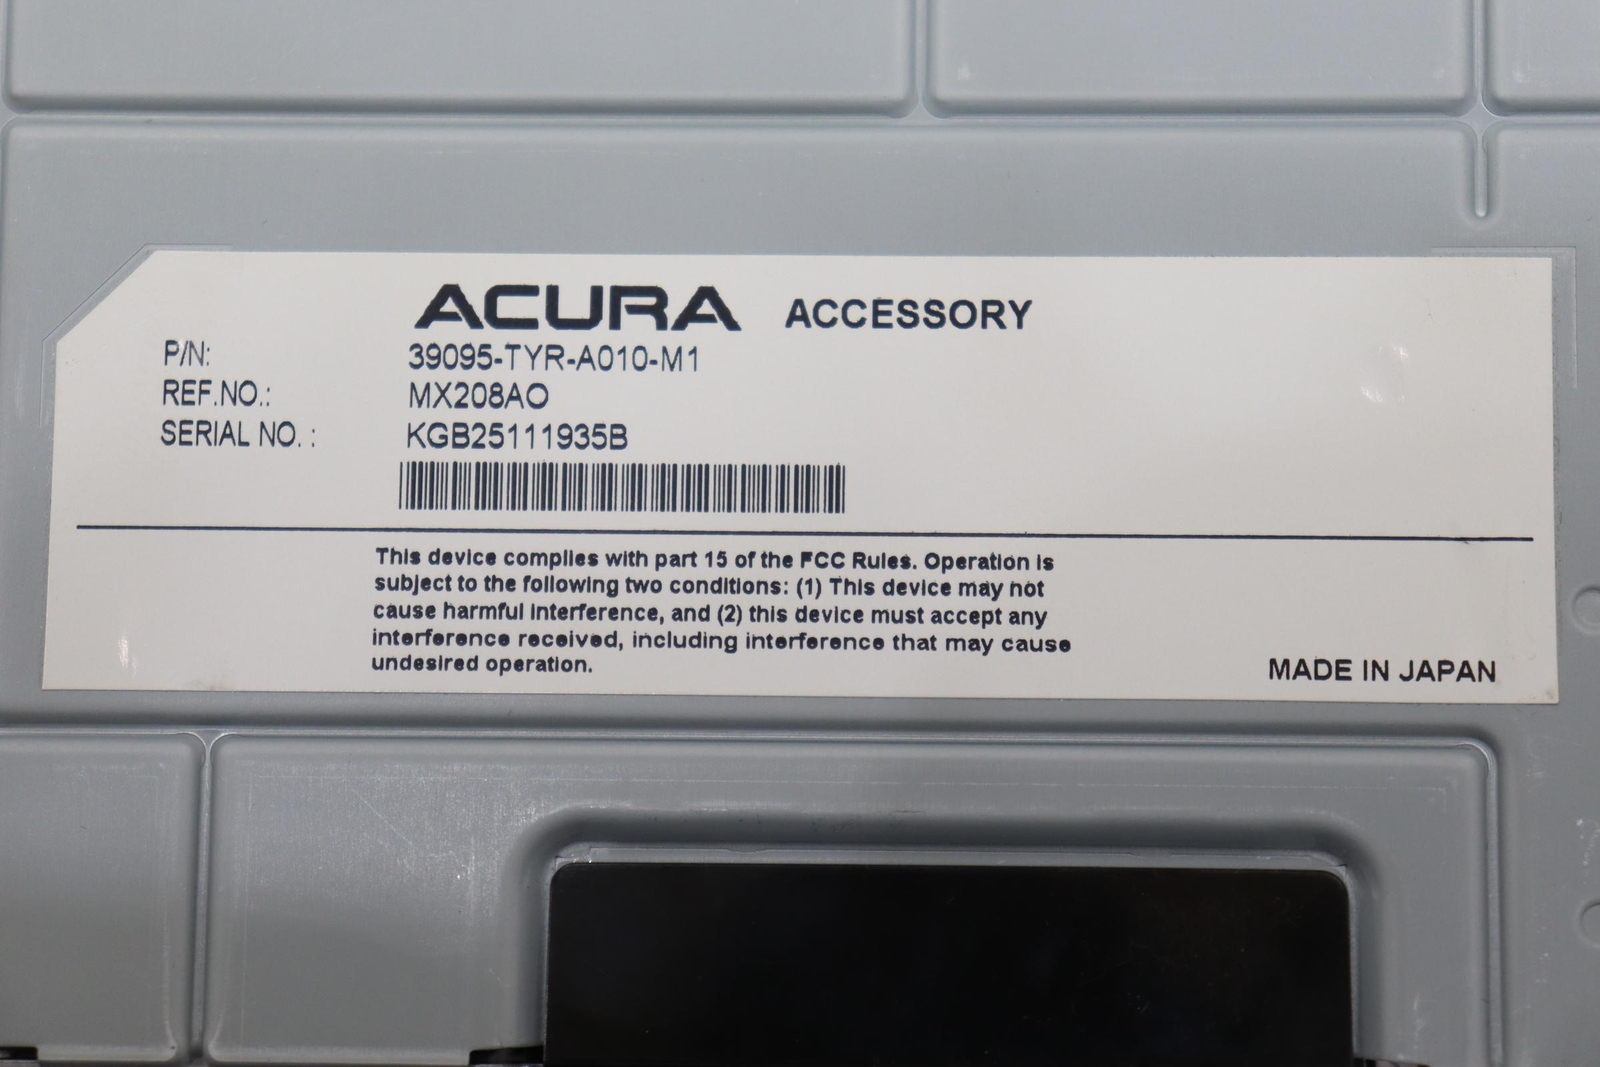 ACURA ACCESSORY
P/N: 39095-TYR-A010-M1
REF.NO.: MX208AO
SERIAL NO. : KGB25111935B
This device complies with part 15 of the FCC Rules. Operation is
subject to the following two conditions: (1) This device may not
cause harmful interference, and (2) this device must accept any
interference received, including interference that may cause
undesired operation.
MADE IN JAPAN